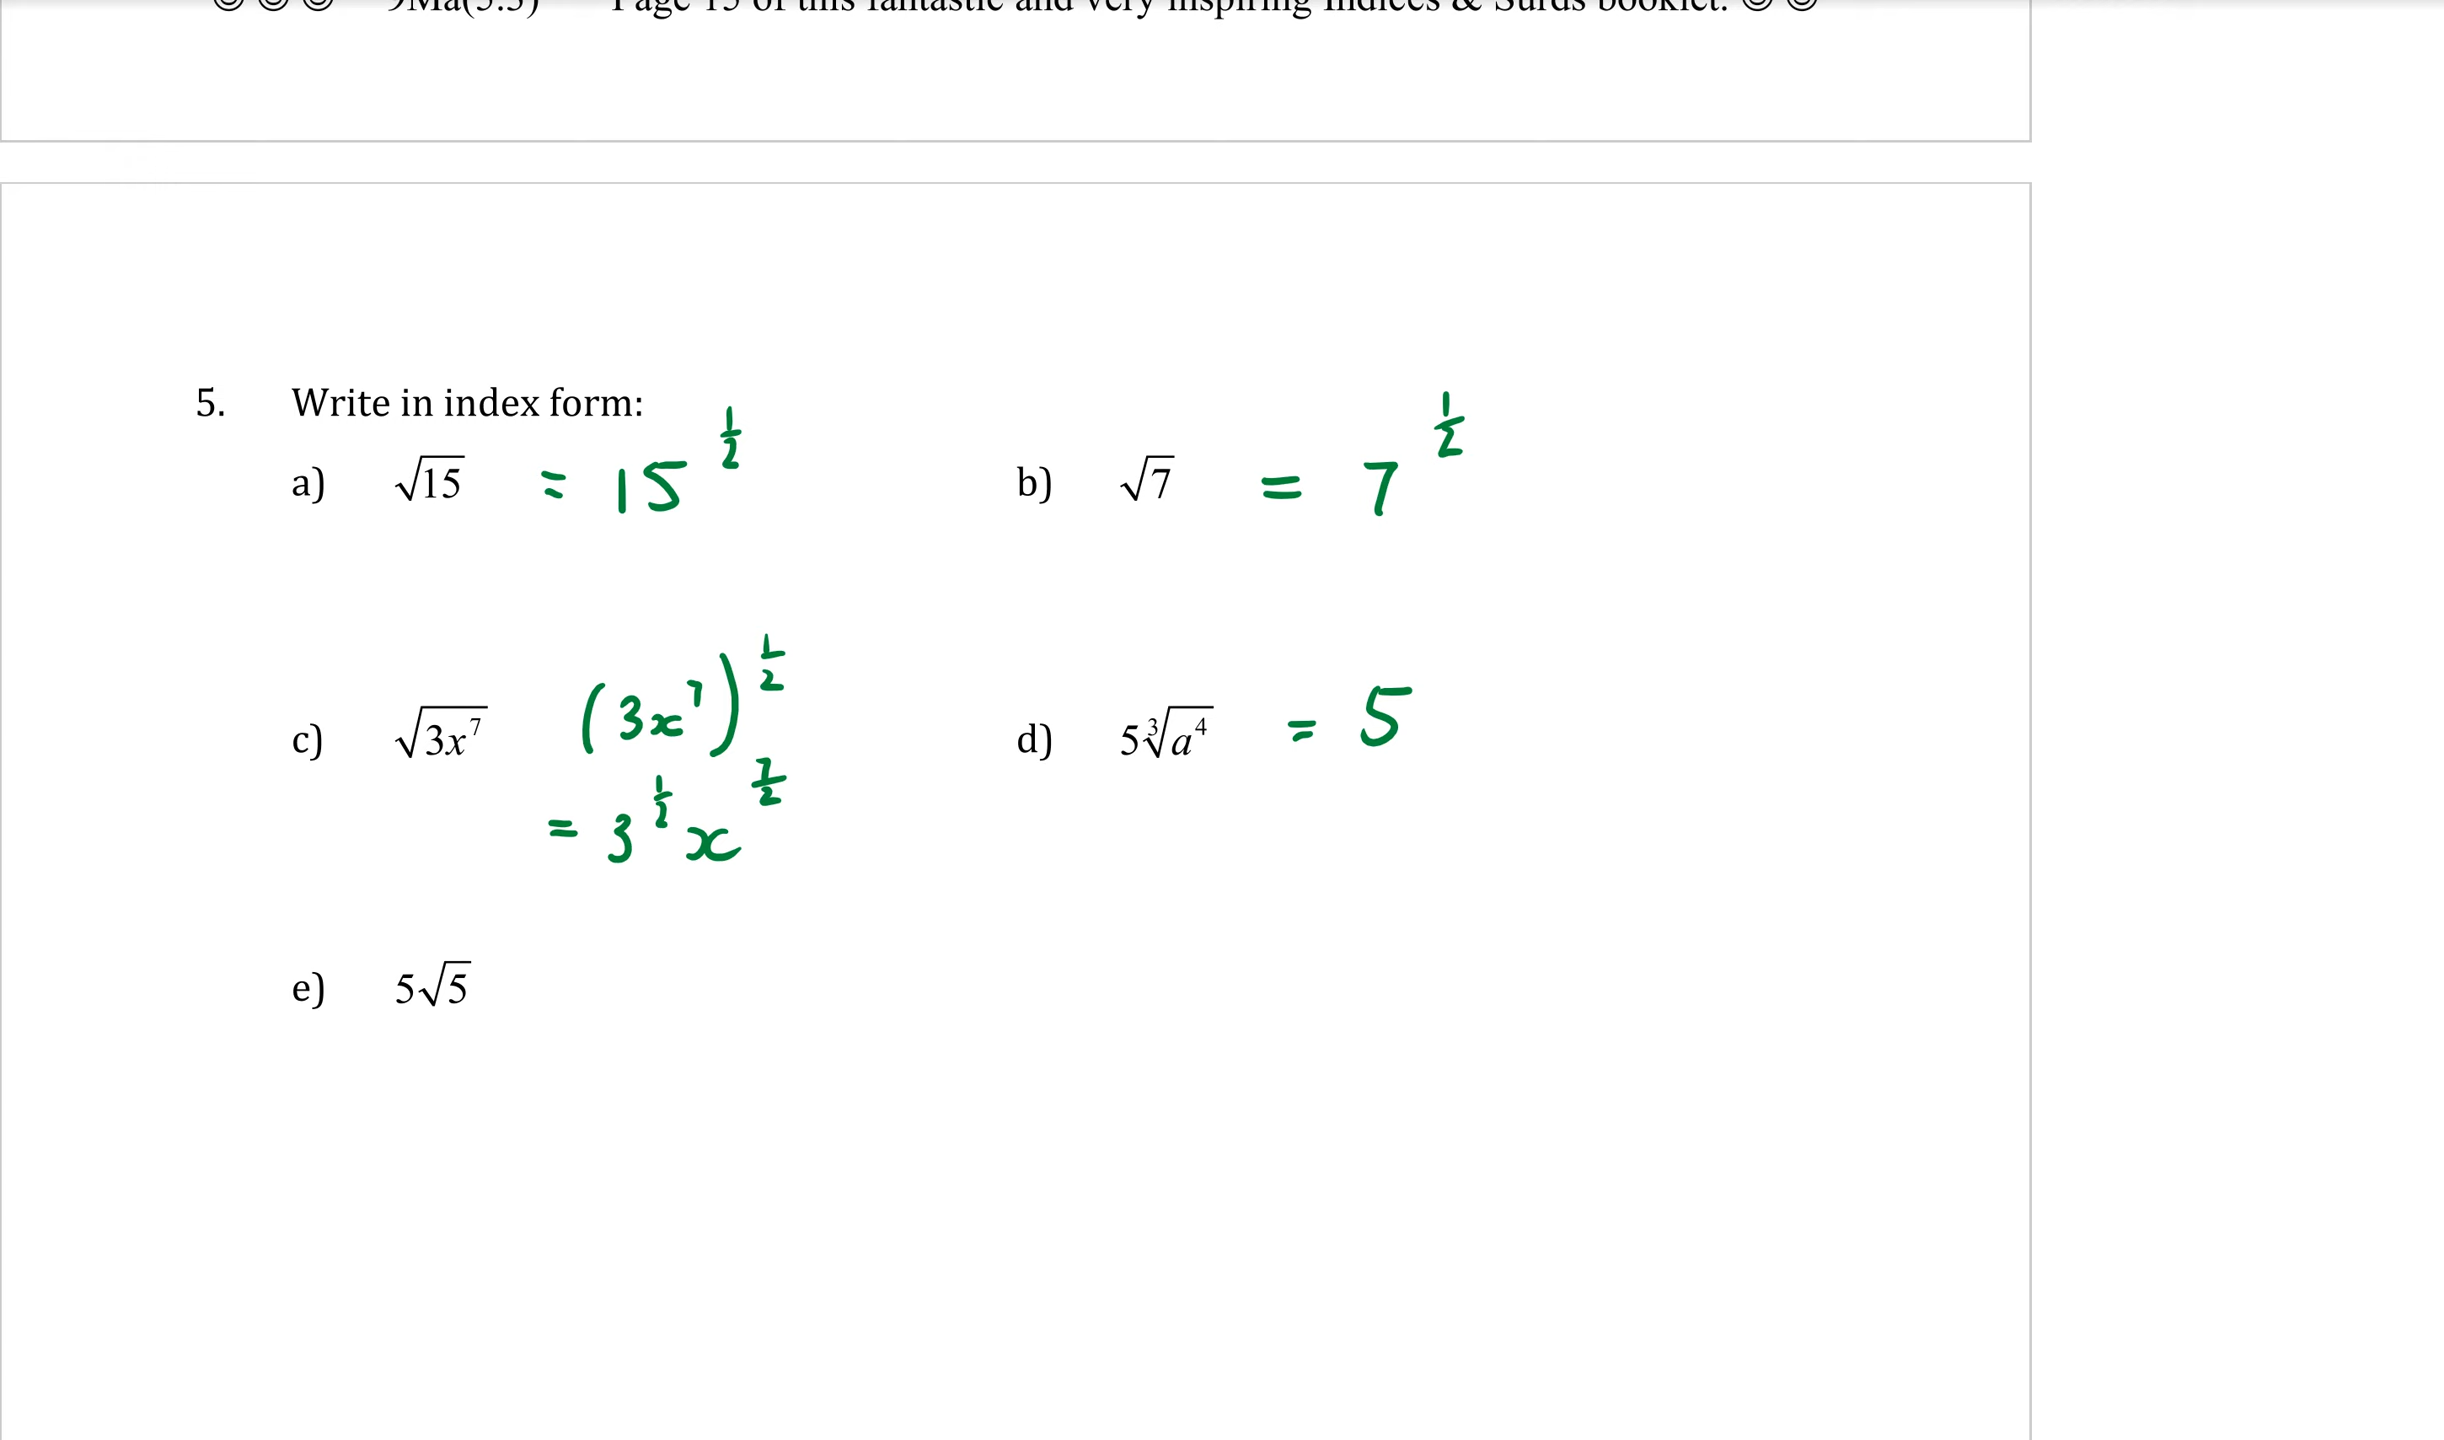 ☺ ☺ ☺ 9Ma(5.3) Page 15 of this fantastic and very inspiring Indices & Surds booklet. ☺ ☺
5. Write in index form:
a) √15 = 15^(1/2) b) √7 = 7^(1/2)
c) √(3x⁷) (3x⁷)^(1/2) d) 5∛(a⁴) = 5
= 3^(1/2) x^(7/2)
e) 5√5